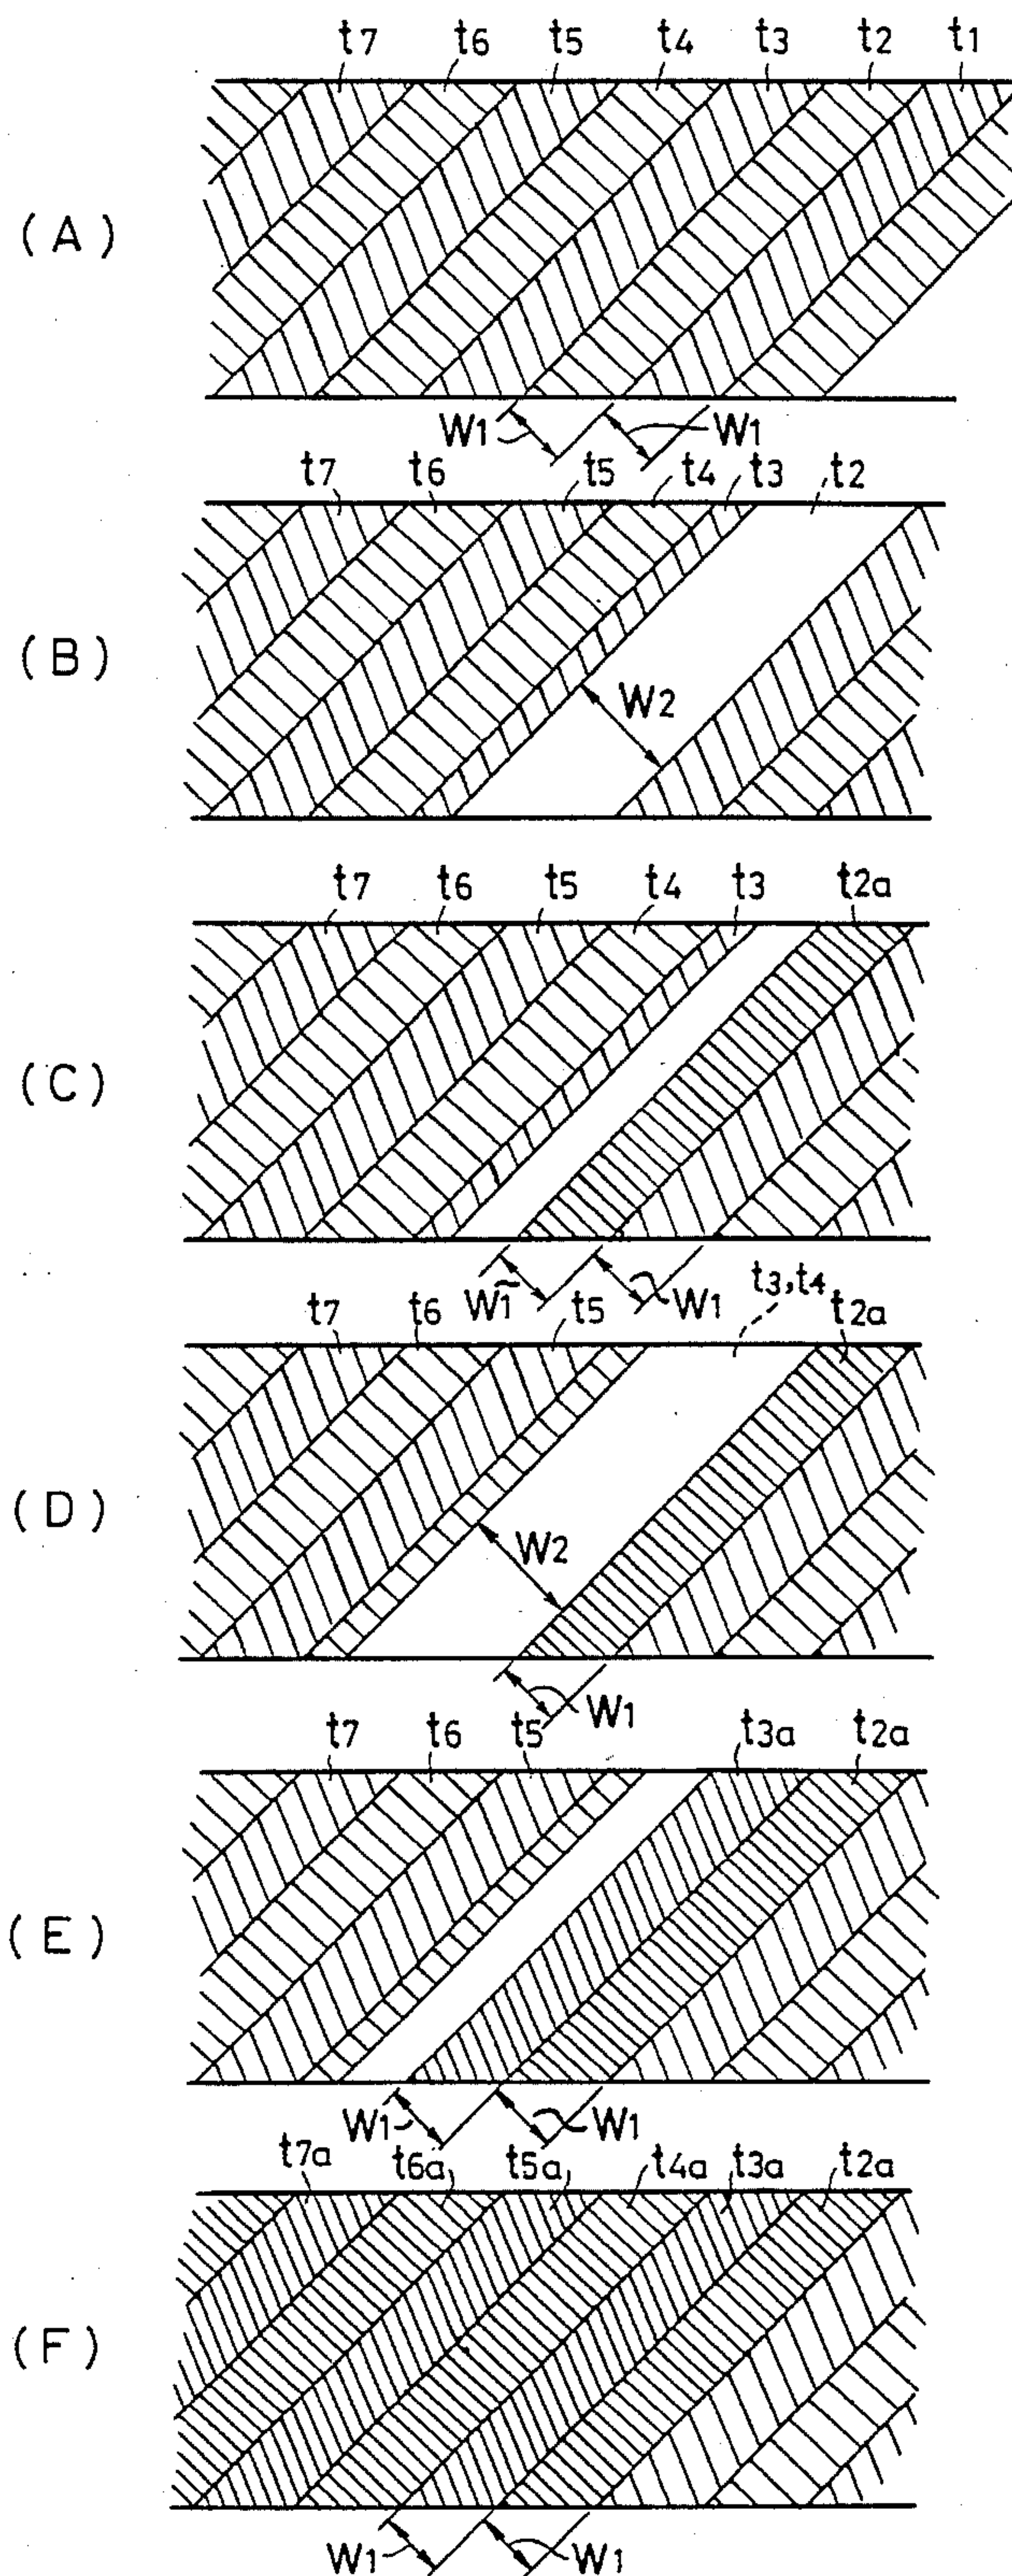 t7 t6 t5 t4 t3 t2 t1
(A)
W1 W1
t7 t6 t5 t4 t3 t2
(B)
W2
t7 t6 t5 t4 t3 t2a
(C)
W1 W1
t7 t6 t5 t3,t4 t2a
(D)
W2
W1
t7 t6 t5 t3a t2a
(E)
W1 W1
t7a t6a t5a t4a t3a t2a
(F)
W1 W1